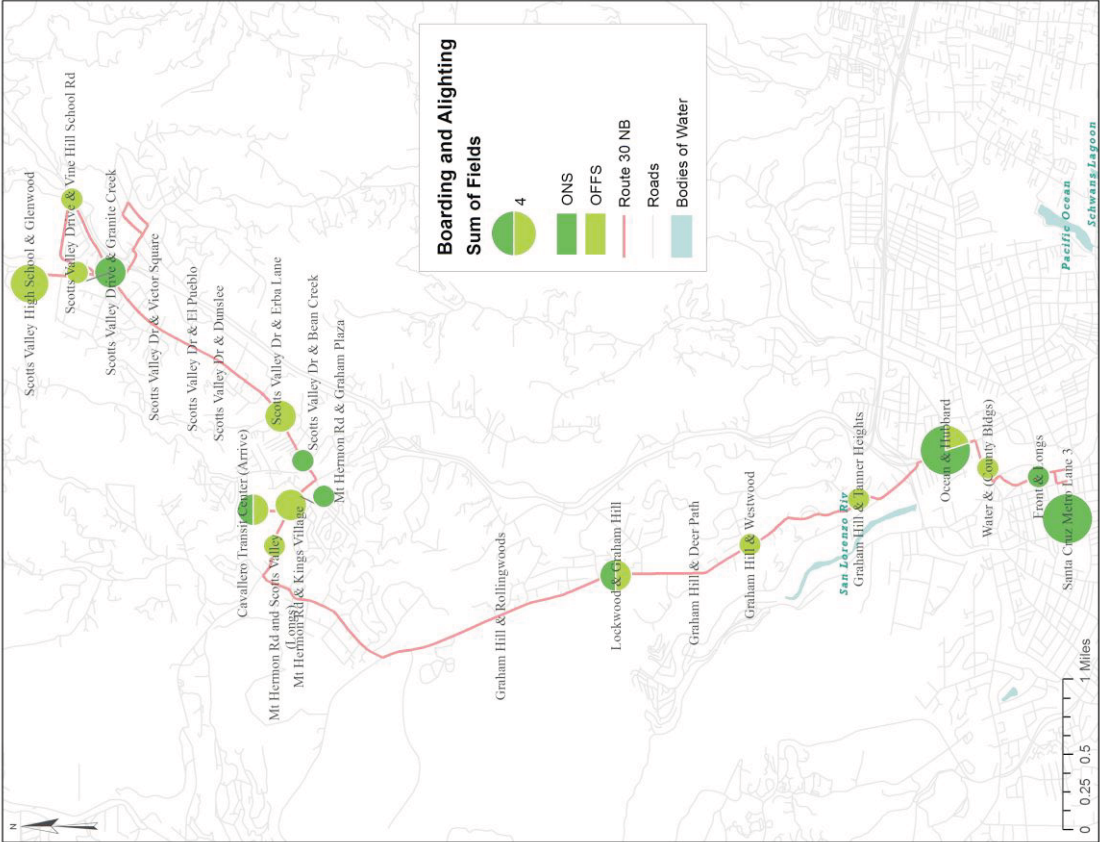 N
Scotts Valley High School & Glenwood
Scotts Valley Drive & Vine Hill School Rd
Scotts Valley Drive & Granite Creek
Scotts Valley Dr & Victor Square
Scotts Valley Dr & El Pueblo
Scotts Valley Dr & Dunslee
Scotts Valley Dr & Erba Lane
Scotts Valley Dr & Bean Creek
Mt Hermon Rd & Graham Plaza
Cavallero Transit Center (Arrive)
Mt Hermon Rd and Scotts Valley
(Longs)
Mt Hermon Rd & Kings Village
Graham Hill & Rollingwoods
Lockwood & Graham Hill
Graham Hill & Deer Path
Graham Hill & Westwood
San Lorenzo Riv
Graham Hill & Tanner Heights
Ocean & Hubbard
Water & (County Bldgs)
Front & Longs
Santa Cruz Metro Lane 3
Pacific Ocean
Schwans Lagoon
Boarding and Alighting
Sum of Fields
4
ONS
OFFS
Route 30 NB
Roads
Bodies of Water
0 0.25 0.5 1 Miles